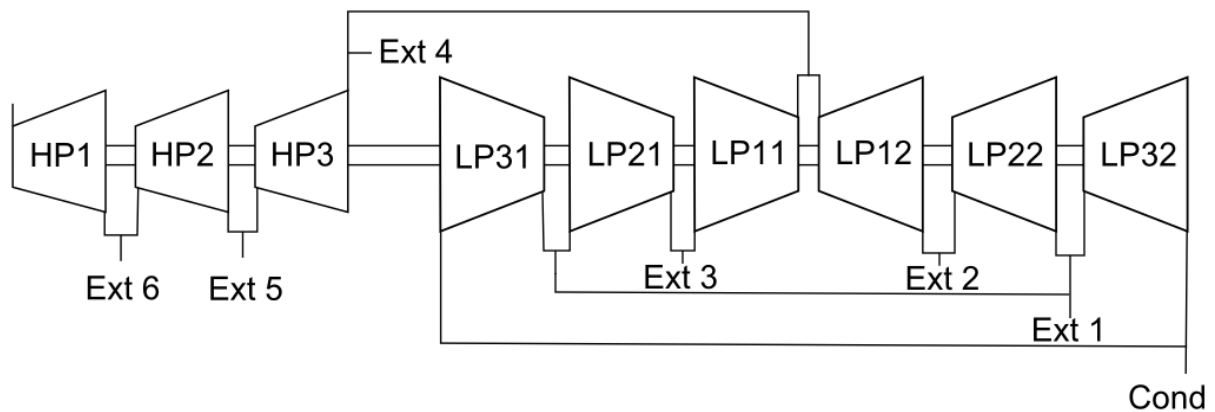 Ext 4
HP1 HP2 HP3 LP31 LP21 LP11 LP12 LP22 LP32
Ext 6 Ext 5 Ext 3 Ext 2
Ext 1
Cond